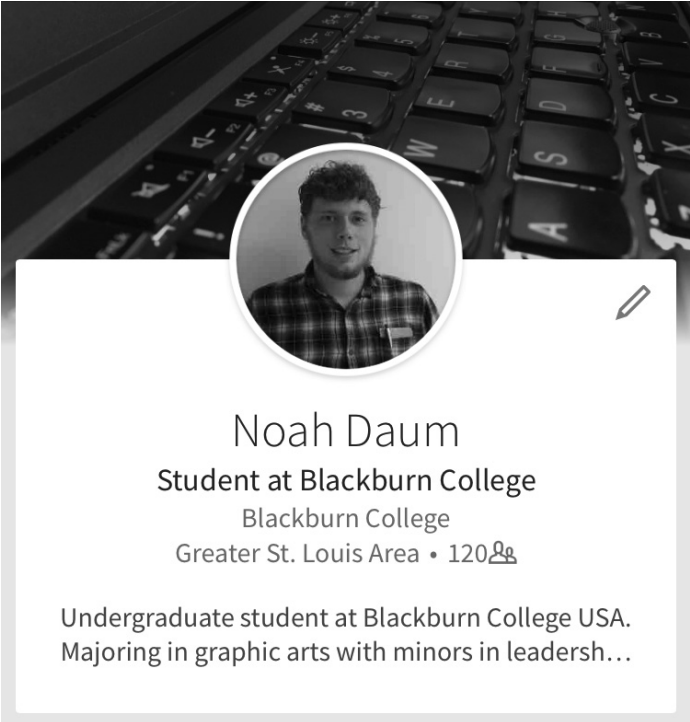 Noah Daum
Student at Blackburn College
Blackburn College
Greater St. Louis Area • 120
Undergraduate student at Blackburn College USA.
Majoring in graphic arts with minors in leadersh…